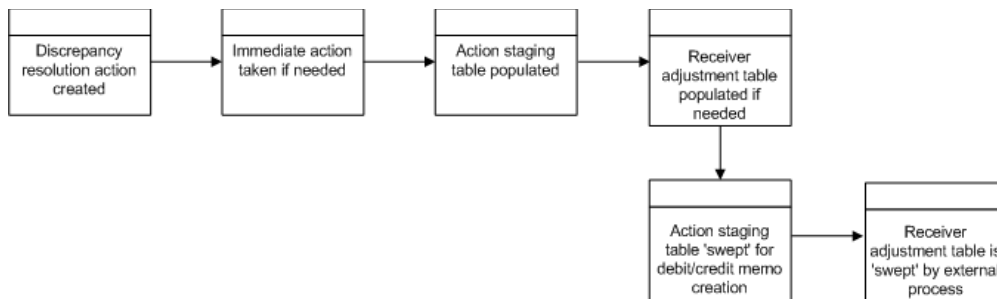 Discrepancy
resolution action
created
Immediate action
taken if needed
Action staging
table populated
Receiver
adjustment table
populated if
needed
Action staging
table 'swept' for
debit/credit memo
creation
Receiver
adjustment table is
'swept' by external
process